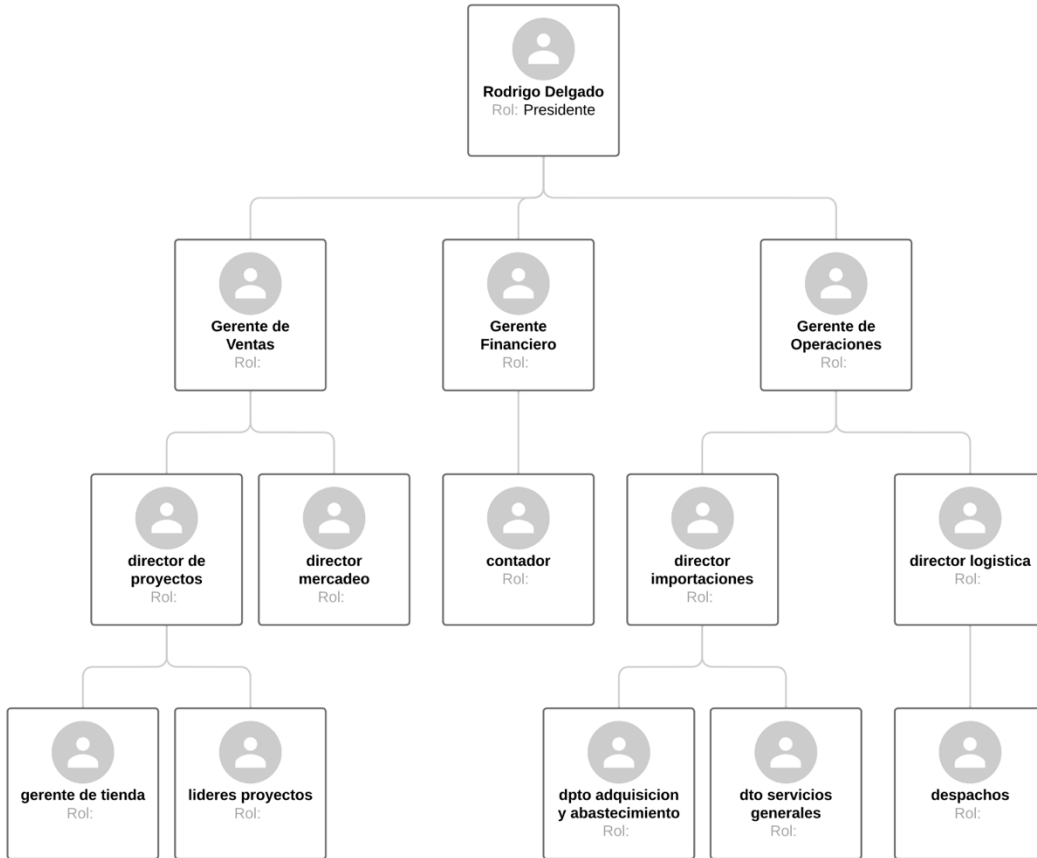 Rodrigo Delgado
Rol: Presidente
Gerente de
Ventas
Rol:
Gerente
Financiero
Rol:
Gerente de
Operaciones
Rol:
director de
proyectos
Rol:
director
mercadeo
Rol:
contador
Rol:
director
importaciones
Rol:
director logistica
Rol:
gerente de tienda
Rol:
lideres proyectos
Rol:
dpto adquisicion
y abastecimiento
Rol:
dto servicios
generales
Rol:
despachos
Rol: